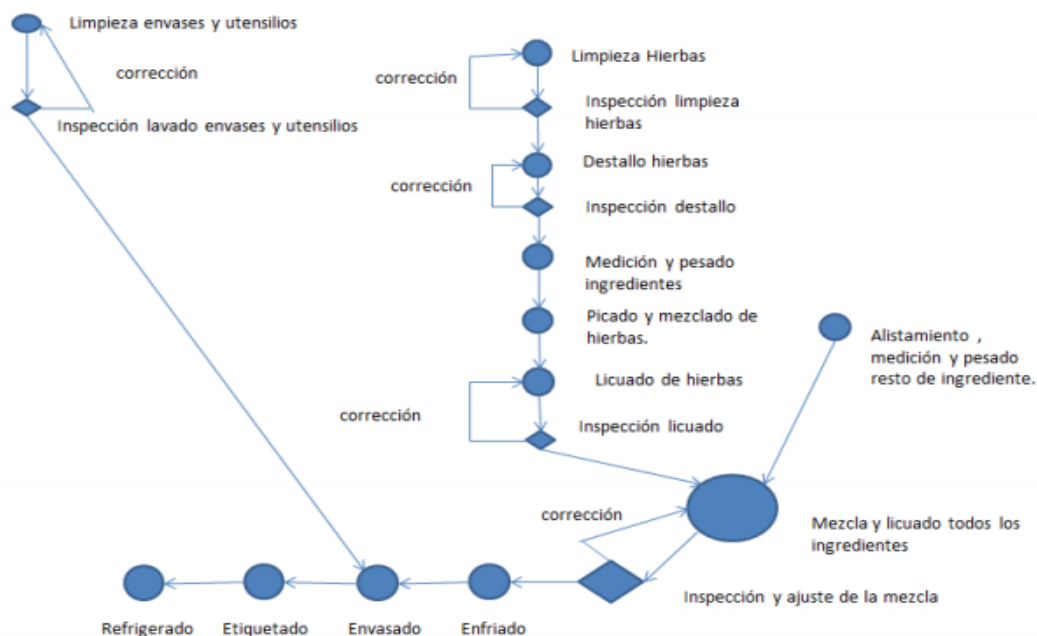 Limpieza envases y utensilios
corrección
Inspección lavado envases y utensilios
Limpieza Hierbas
corrección
Inspección limpieza
hierbas
Destallo hierbas
corrección
Inspección destallo
Medición y pesado
ingredientes
Picado y mezclado de
hierbas.
Alistamiento ,
medición y pesado
resto de ingrediente.
Licuado de hierbas
corrección
Inspección licuado
corrección
Mezcla y licuado todos los
ingredientes
Inspección y ajuste de la mezcla
Refrigerado Etiquetado Envasado Enfriado